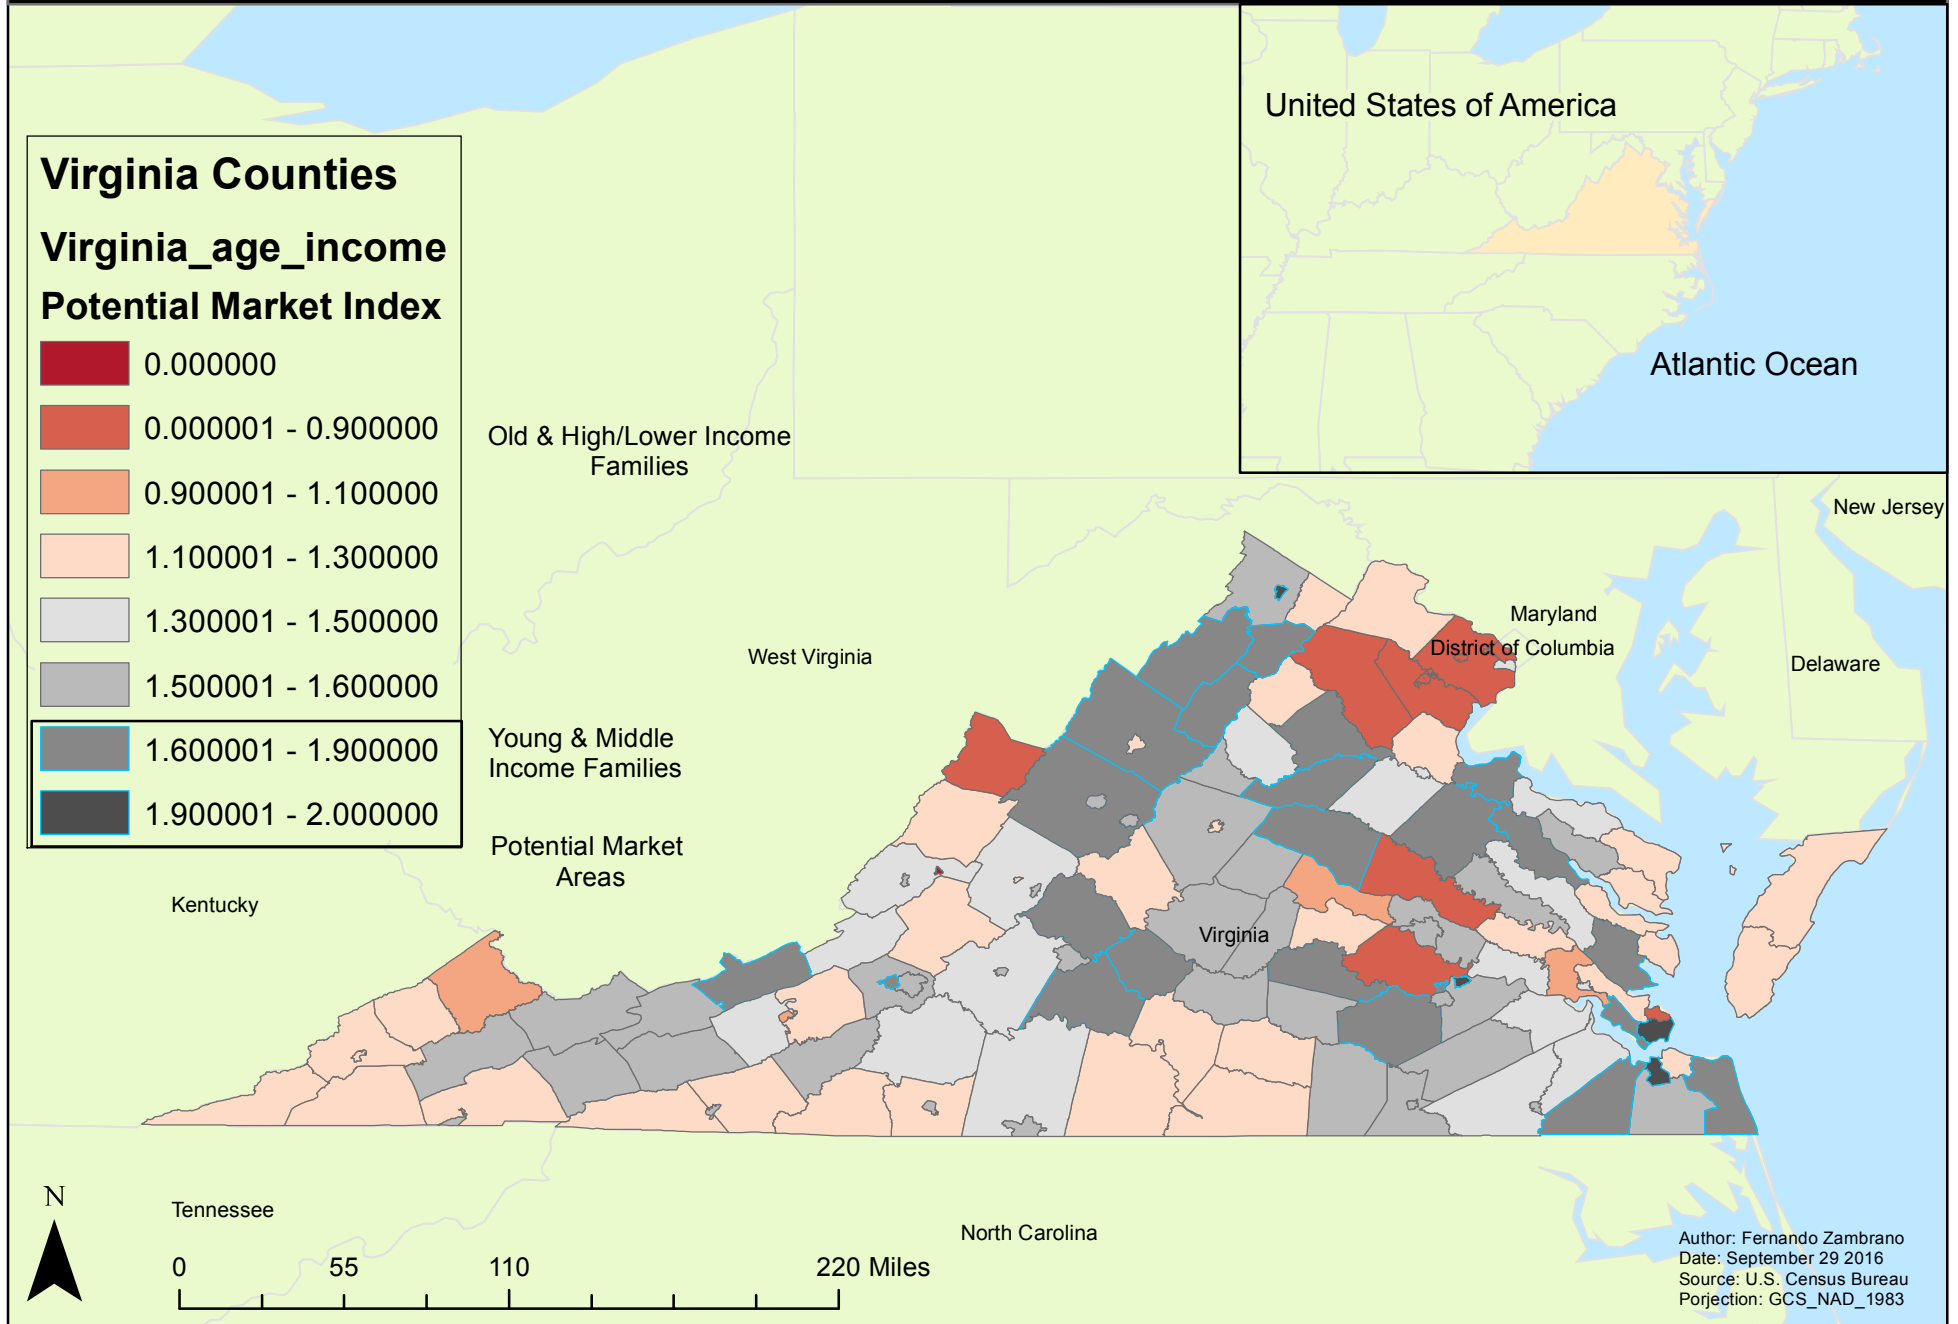 Virginia Counties
Virginia_age_income
Potential Market Index
0.000000
0.000001 - 0.900000
0.900001 - 1.100000
1.100001 - 1.300000
1.300001 - 1.500000
1.500001 - 1.600000
1.600001 - 1.900000
1.900001 - 2.000000
Old & High/Lower Income
Families
Young & Middle
Income Families
Potential Market
Areas
United States of America
Atlantic Ocean
New Jersey
Maryland
District of Columbia
Delaware
West Virginia
Kentucky
Virginia
Tennessee
North Carolina
N
0 55 110 220 Miles
Author: Fernando Zambrano
Date: September 29 2016
Source: U.S. Census Bureau
Porjection: GCS_NAD_1983